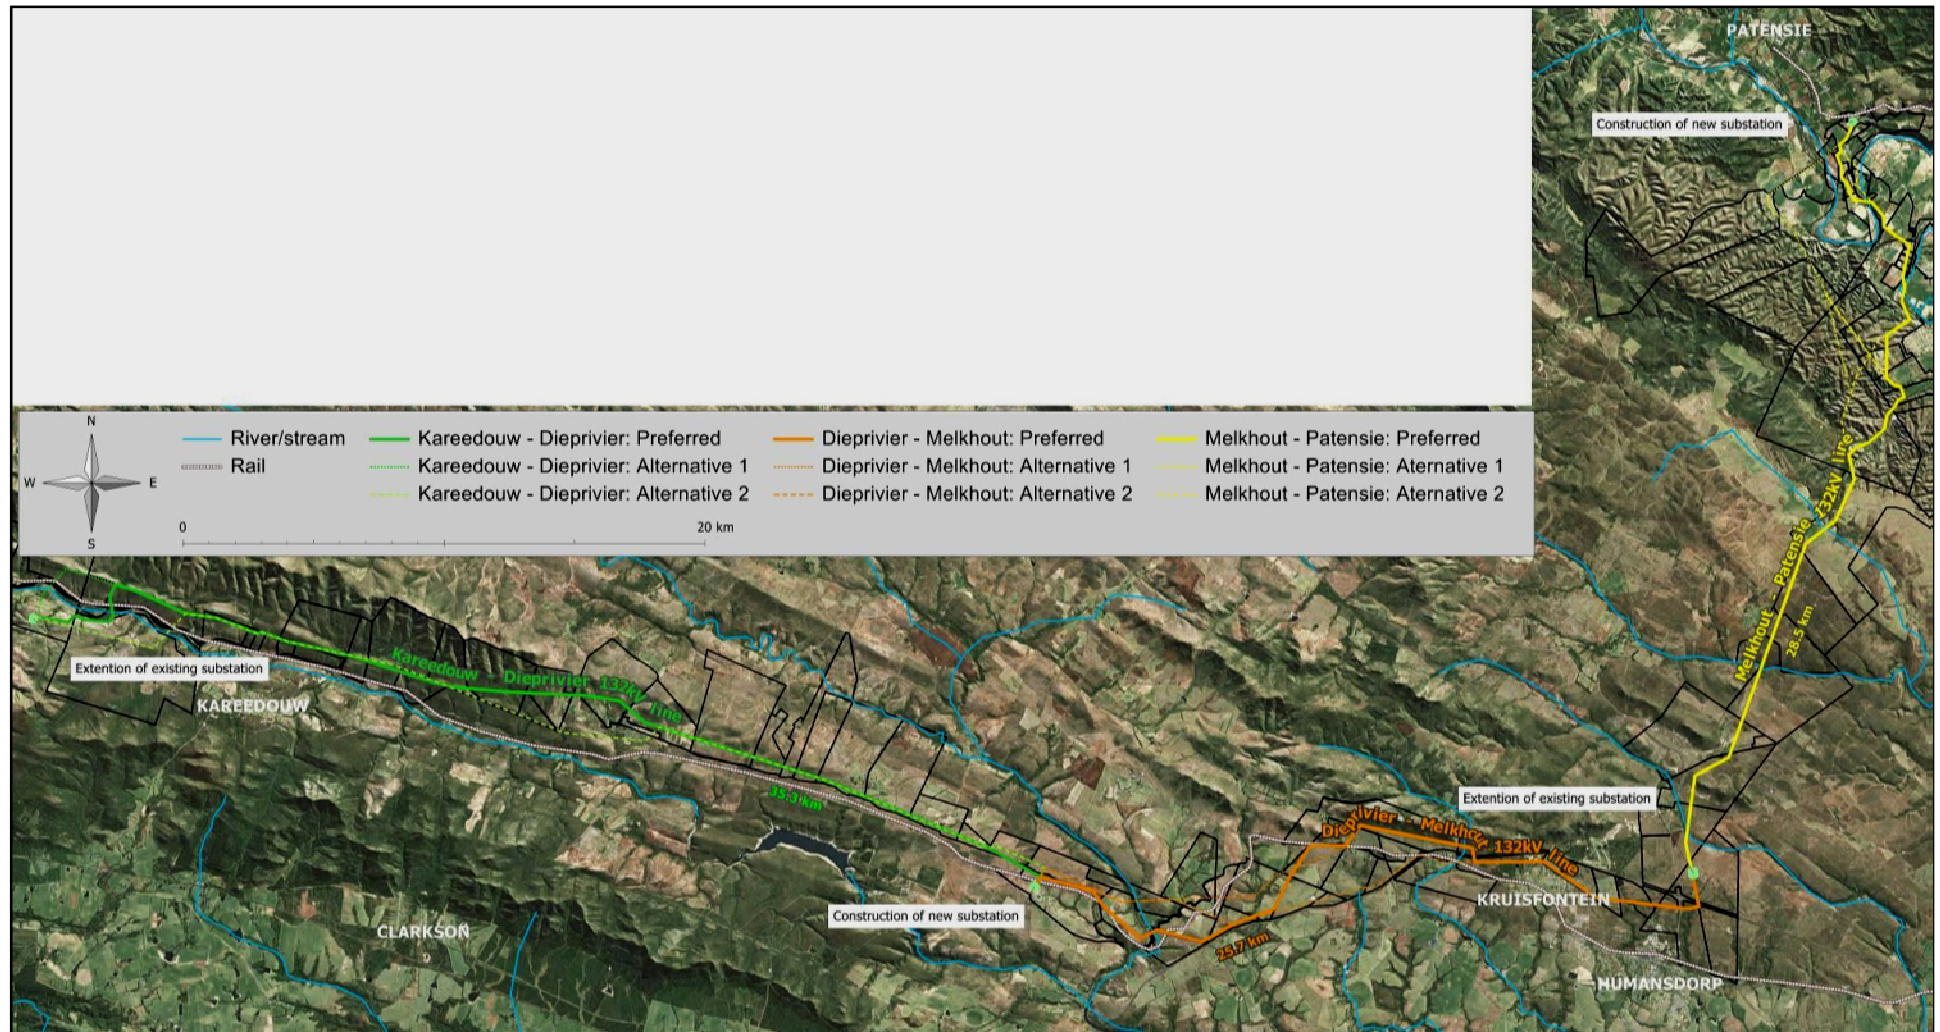 PATENSIE
Construction of new substation
N
W
E
S
River/stream
Rail
Kareedouw - Dieprivier: Preferred
Kareedouw - Dieprivier: Alternative 1
Kareedouw - Dieprivier: Alternative 2
Dieprivier - Melkhout: Preferred
Dieprivier - Melkhout: Alternative 1
Dieprivier - Melkhout: Alternative 2
Melkhout - Patensie: Preferred
Melkhout - Patensie: Alternative 1
Melkhout - Patensie: Aternative 2
0
20 km
Melkhout - Patensie 132kV line
28.5 km
Extention of existing substation
KAREEDOUW
Kareedouw - Dieprivier 132kV line
35.3 km
Extention of existing substation
Dieprivier - Melkhout 132kV line
KRUISFONTEIN
Construction of new substation
CLARKSON
25.7 km
HUMANSDORP